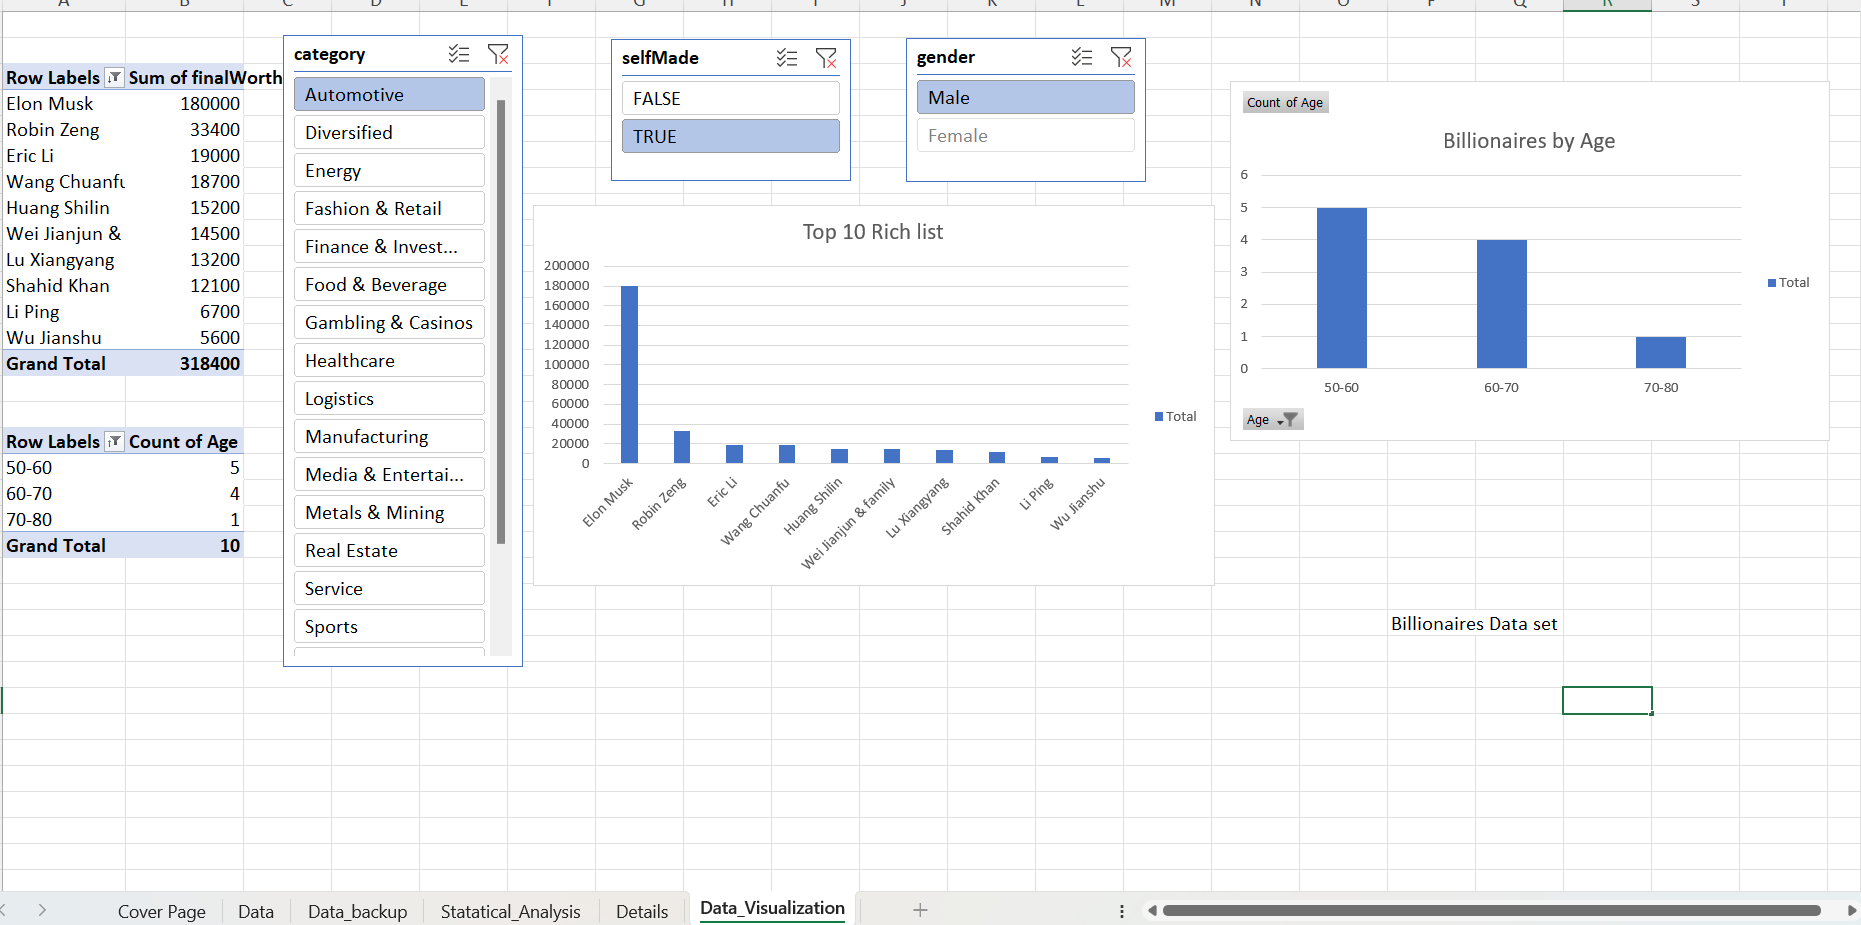 Row Labels Sum of finalWorth
Elon Musk 180000
Robin Zeng 33400
Eric Li 19000
Wang Chuanfu 18700
Huang Shilin 15200
Wei Jianjun & 14500
Lu Xiangyang 13200
Shahid Khan 12100
Li Ping 6700
Wu Jianshu 5600
Grand Total 318400
Row Labels Count of Age
50-60 5
60-70 4
70-80 1
Grand Total 10
category
Automotive
Diversified
Energy
Fashion & Retail
Finance & Invest...
Food & Beverage
Gambling & Casinos
Healthcare
Logistics
Manufacturing
Media & Entertai...
Metals & Mining
Real Estate
Service
Sports
selfMade
FALSE
TRUE
gender
Male
Female
Top 10 Rich list
200000
180000
160000
140000
120000
100000
80000
60000
40000
20000
0
Elon Musk
Robin Zeng
Eric Li
Wang Chuanfu
Huang Shilin
Wei Jianjun & family
Lu Xiangyang
Shahid Khan
Li Ping
Wu Jianshu
Total
Count of Age
Billionaires by Age
6
5
4
3
2
1
0
50-60 60-70 70-80
Total
Age
Billionaires Data set
Cover Page Data Data_backup Statatical_Analysis Details Data_Visualization